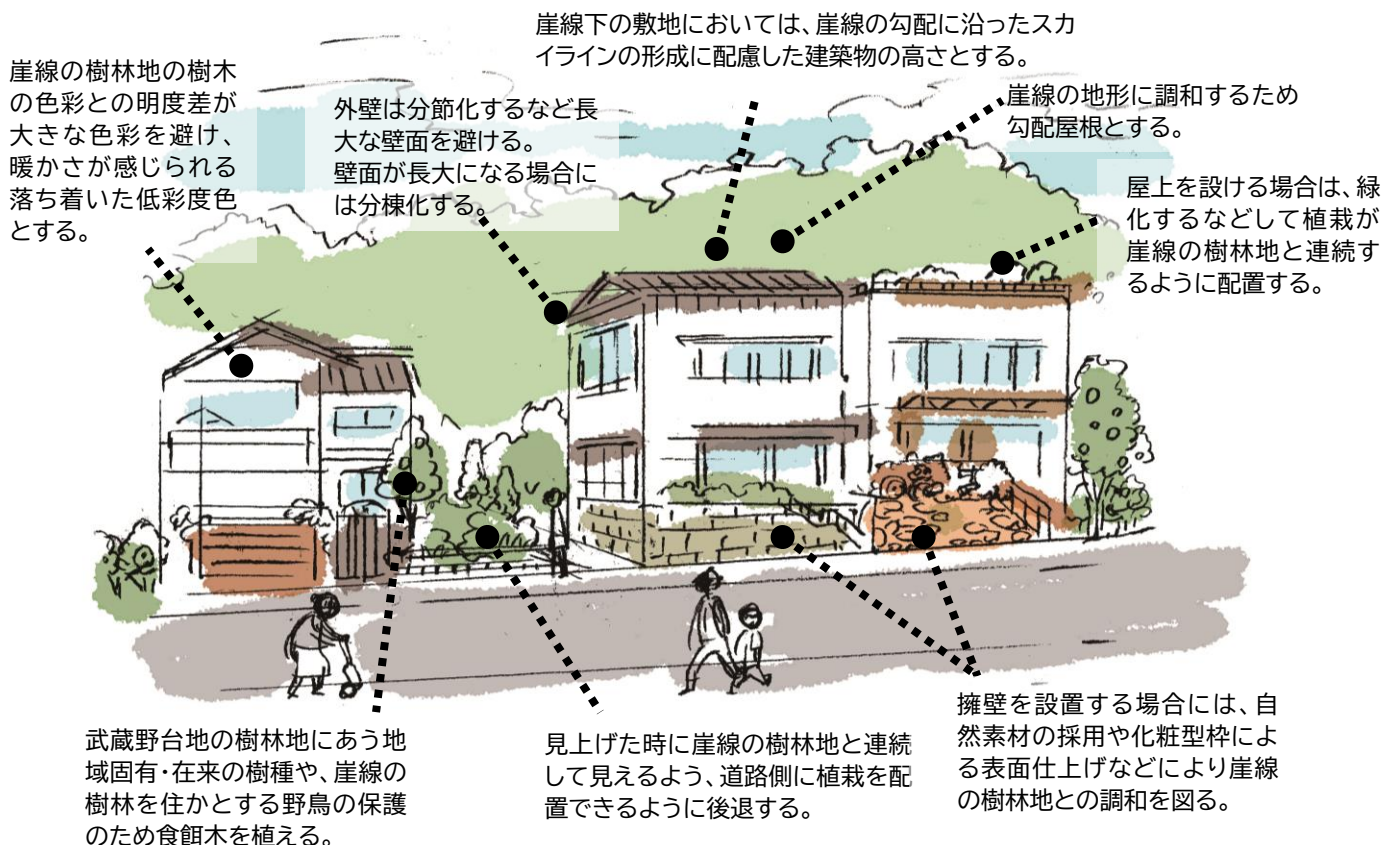 崖線下の敷地においては、崖線の勾配に沿ったスカ
イラインの形成に配慮した建築物の高さとする。
崖線の樹林地の樹木
の色彩との明度差が
大きな色彩を避け、
暖かさが感じられる
落ち着いた低彩度色
とする。
外壁は分節化するなど長
大な壁面を避ける。
壁面が長大になる場合に
は分棟化する。
崖線の地形に調和するため
勾配屋根とする。
屋上を設ける場合は、緑
化するなどして植栽が
崖線の樹林地と連続す
るように配置する。
武蔵野台地の樹林地にあう地
域固有・在来の樹種や、崖線の
樹林を住かとする野鳥の保護
のため食餌木を植える。
見上げた時に崖線の樹林地と連続
して見えるよう、道路側に植栽を配
置できるように後退する。
擁壁を設置する場合には、自
然素材の採用や化粧型枠によ
る表面仕上げなどにより崖線
の樹林地との調和を図る。